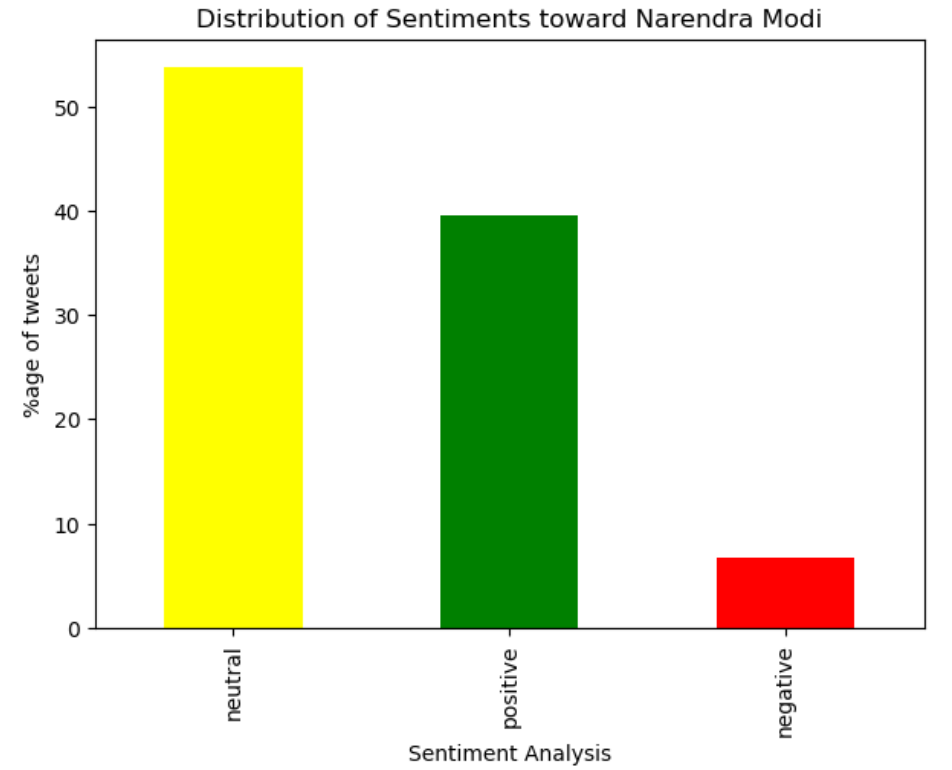 Distribution of Sentiments toward Narendra Modi
%age of tweets
50
40
30
20
10
0
neutral
positive
negative
Sentiment Analysis